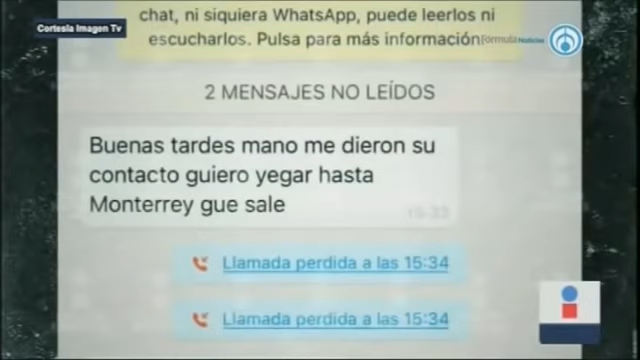 Cortesía Imagen Tv
chat, ni siquiera WhatsApp, puede leerlos ni
escucharlos. Pulsa para más información.
fórmula Noticias
2 MENSAJES NO LEÍDOS
Buenas tardes mano me dieron su
contacto guiero yegar hasta
Monterrey gue sale
15:33
Llamada perdida a las 15:34
Llamada perdida a las 15:34